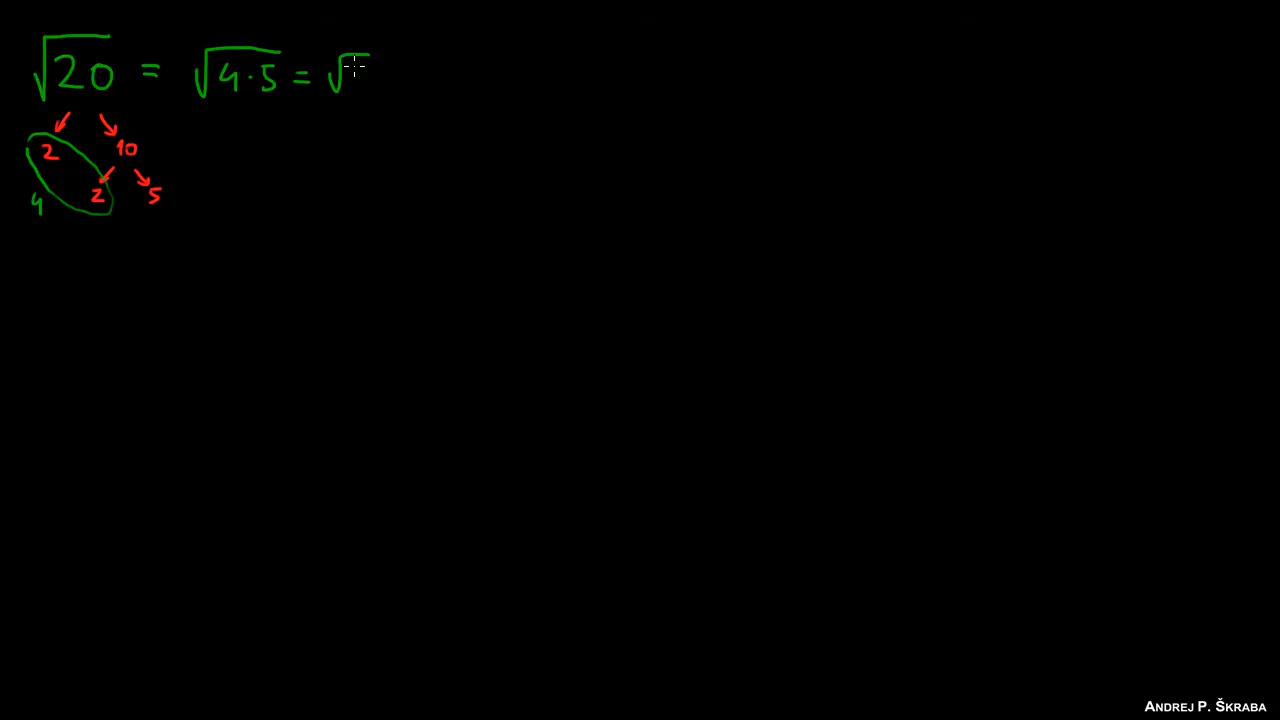 √20 = √4·5 = √
2 10
4 2 5
ANDREJ P. ŠKRABA